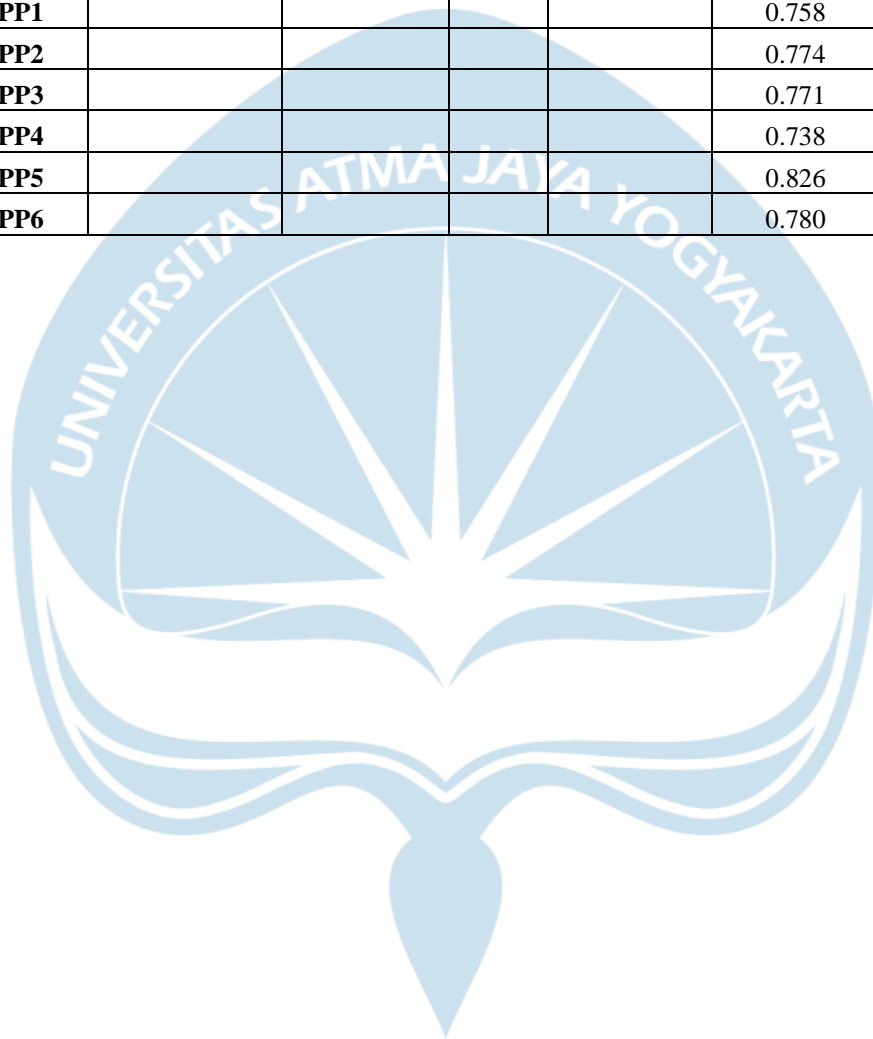 PP1 0.758
PP2 0.774
PP3 0.771
PP4 0.738
PP5 0.826
PP6 0.780
UNIVERSITAS ATMA JAYA YOGYAKARTA